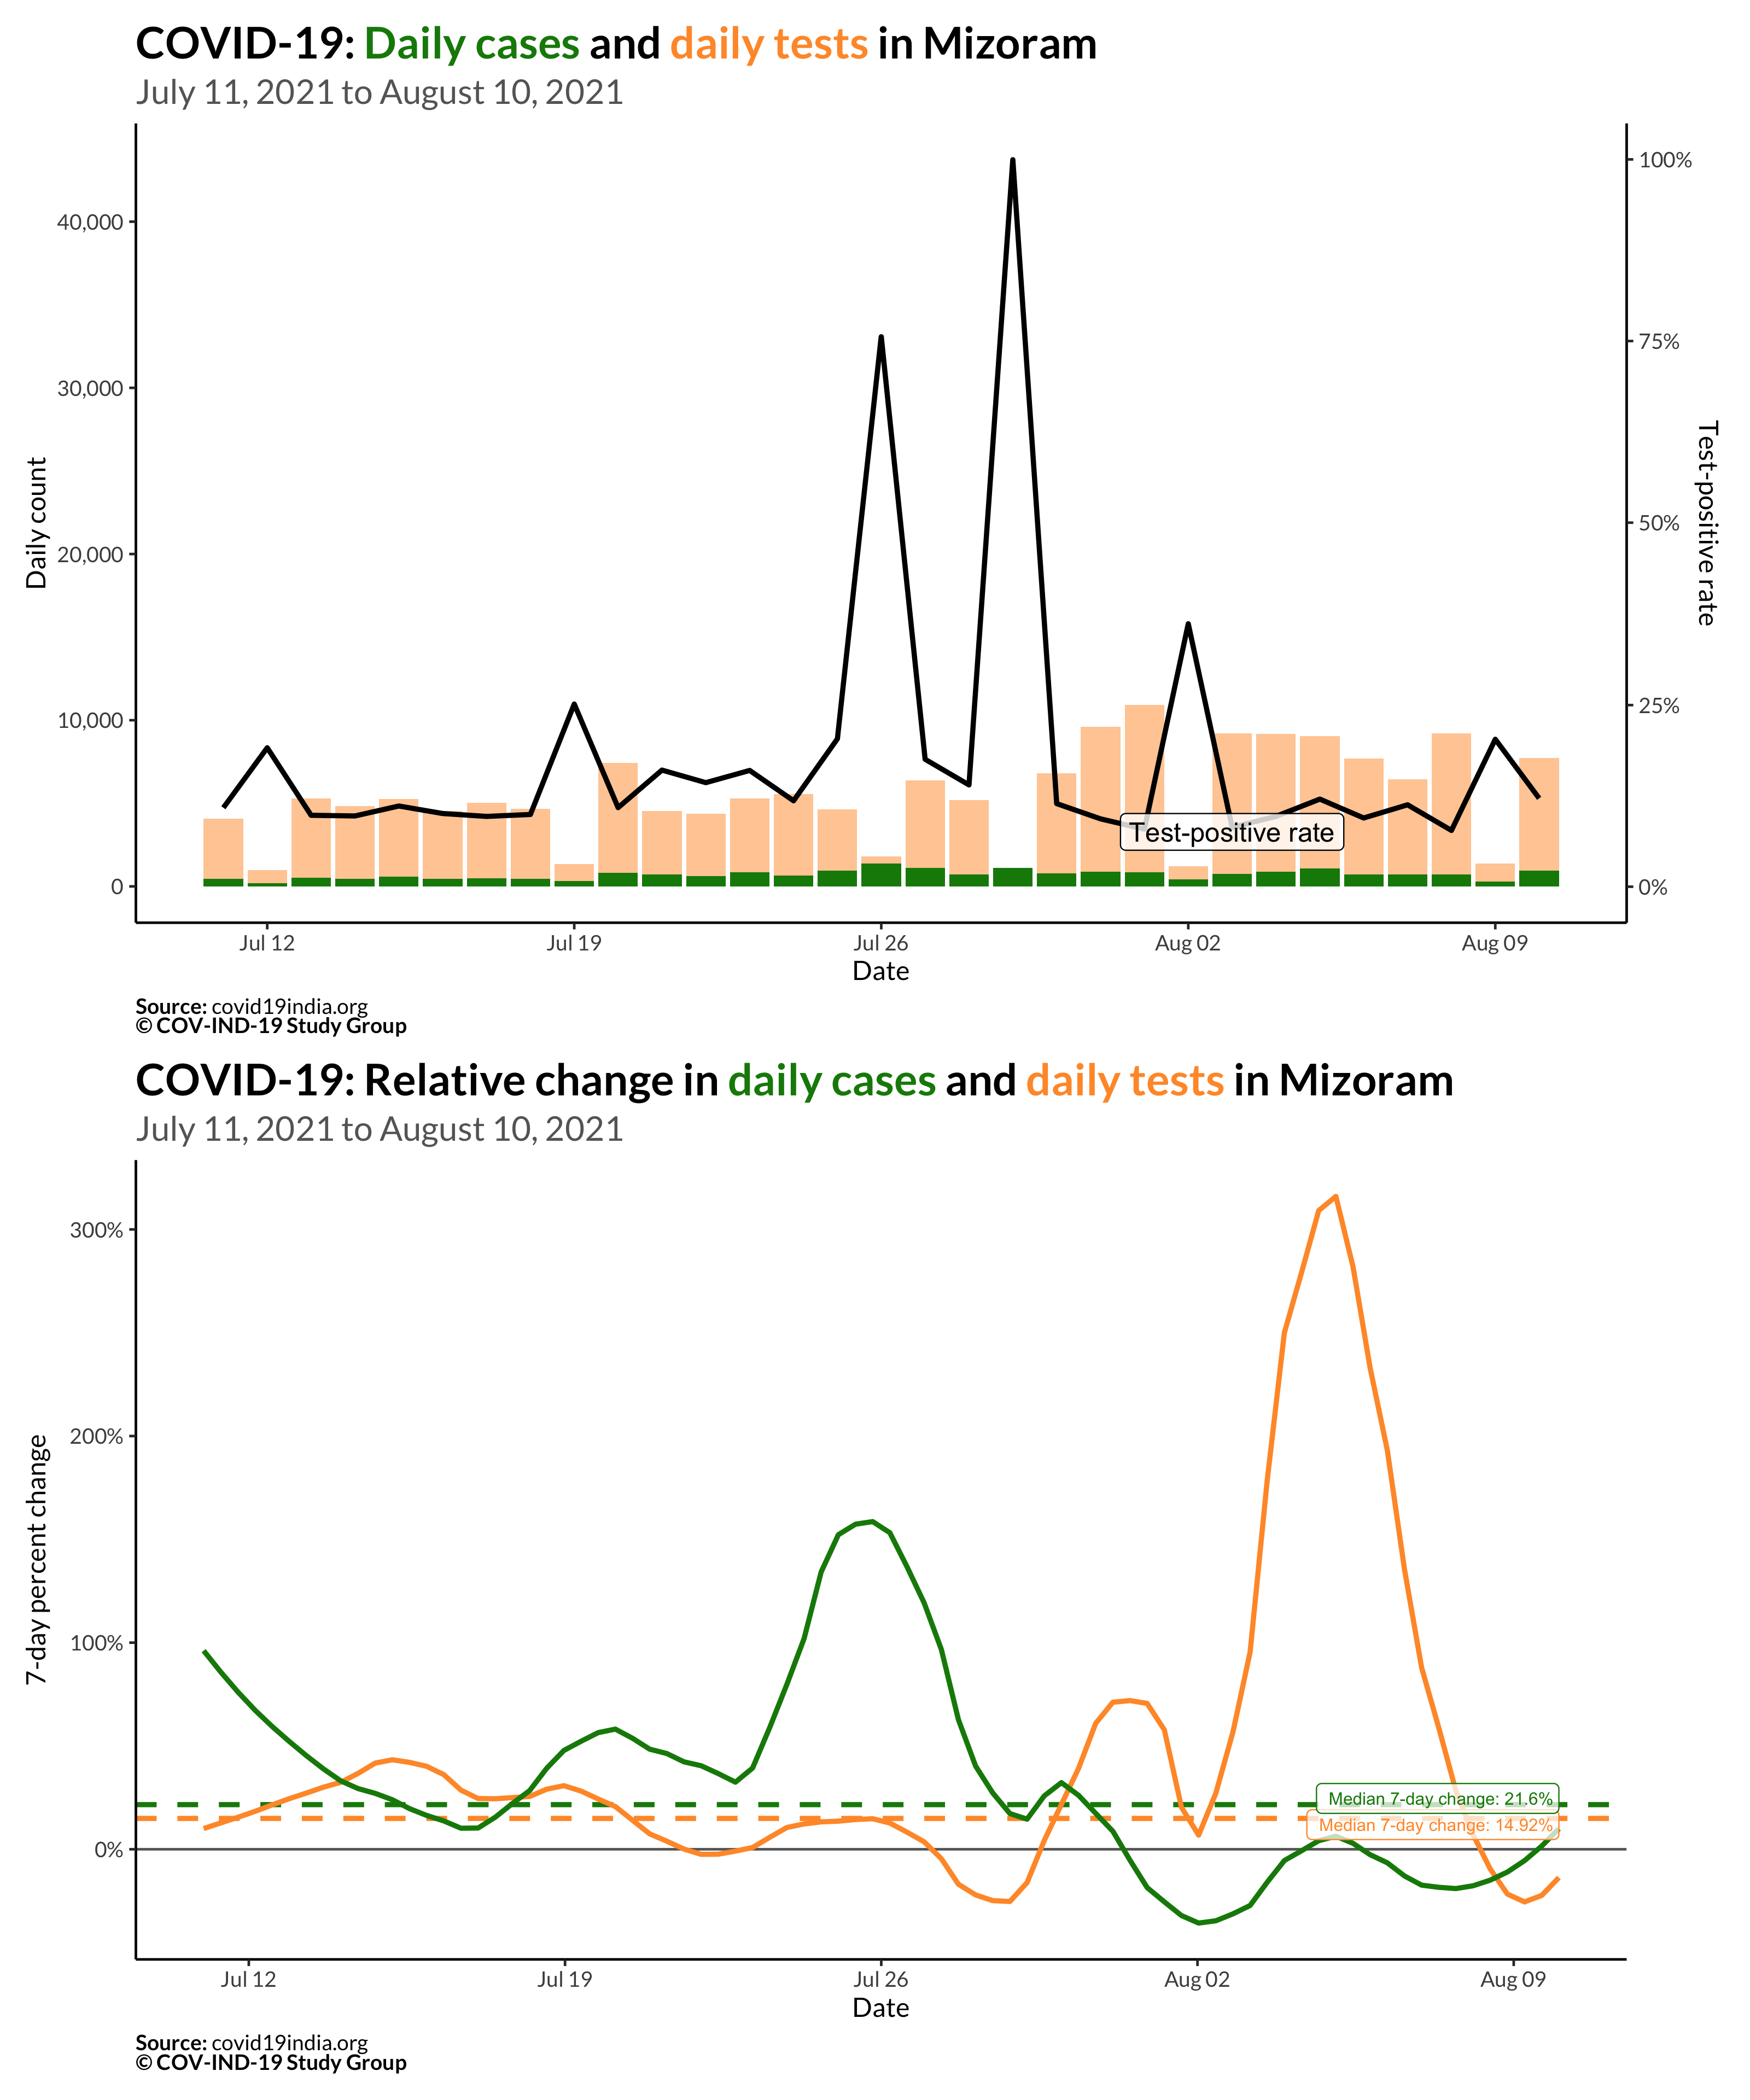 COVID-19: Daily cases and daily tests in Mizoram
July 11, 2021 to August 10, 2021
40,000
30,000
20,000
10,000
0
Daily count
100%
75%
50%
25%
0%
Test-positive rate
Test-positive rate
Jul 12
Jul 19
Jul 26
Aug 02
Aug 09
Date
Source: covid19india.org
© COV-IND-19 Study Group
COVID-19: Relative change in daily cases and daily tests in Mizoram
July 11, 2021 to August 10, 2021
300%
200%
100%
0%
7-day percent change
Median 7-day change: 21.6%
Median 7-day change: 14.92%
Jul 12
Jul 19
Jul 26
Aug 02
Aug 09
Date
Source: covid19india.org
© COV-IND-19 Study Group